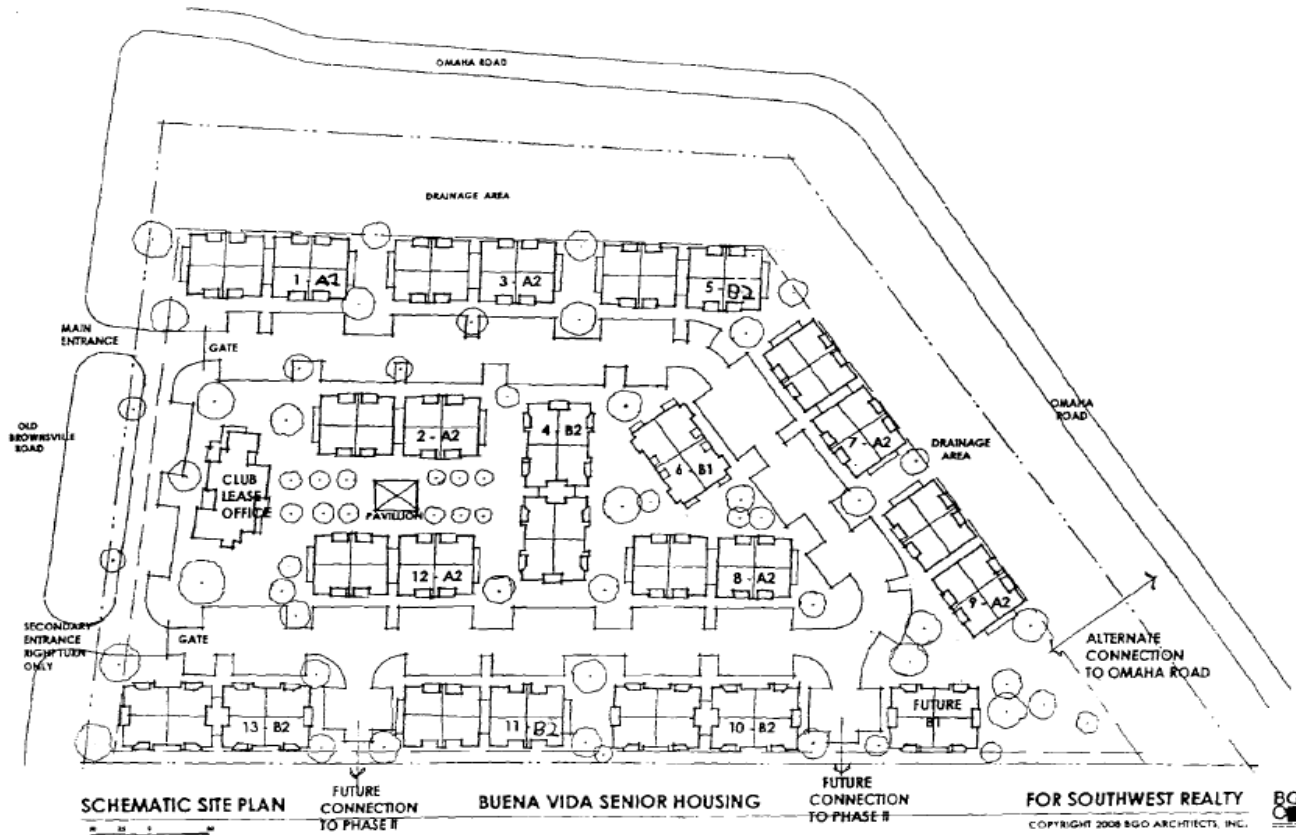 OMAHA ROAD
DRAINAGE AREA
1 - A2
3 - A2
5 - B2
MAIN
ENTRANCE
GATE
7 - A2
OMAHA
ROAD
OLD
BROWNSVILLE
ROAD
2 - A2
4 - B2
6 - B1
DRAINAGE
AREA
CLUB
LEASE
OFFICE
PAVILLION
12 - A2
8 - A2
9 - A2
SECONDARY
ENTRANCE
RIGHT TURN
ONLY
GATE
ALTERNATE
CONNECTION
TO OMAHA ROAD
13 - B2
11 - B2
10 - B2
FUTURE
B1
SCHEMATIC SITE PLAN
FUTURE
CONNECTION
TO PHASE II
BUENA VIDA SENIOR HOUSING
FUTURE
CONNECTION
TO PHASE II
FOR SOUTHWEST REALTY
COPYRIGHT 2008 BGO ARCHITECTS, INC.